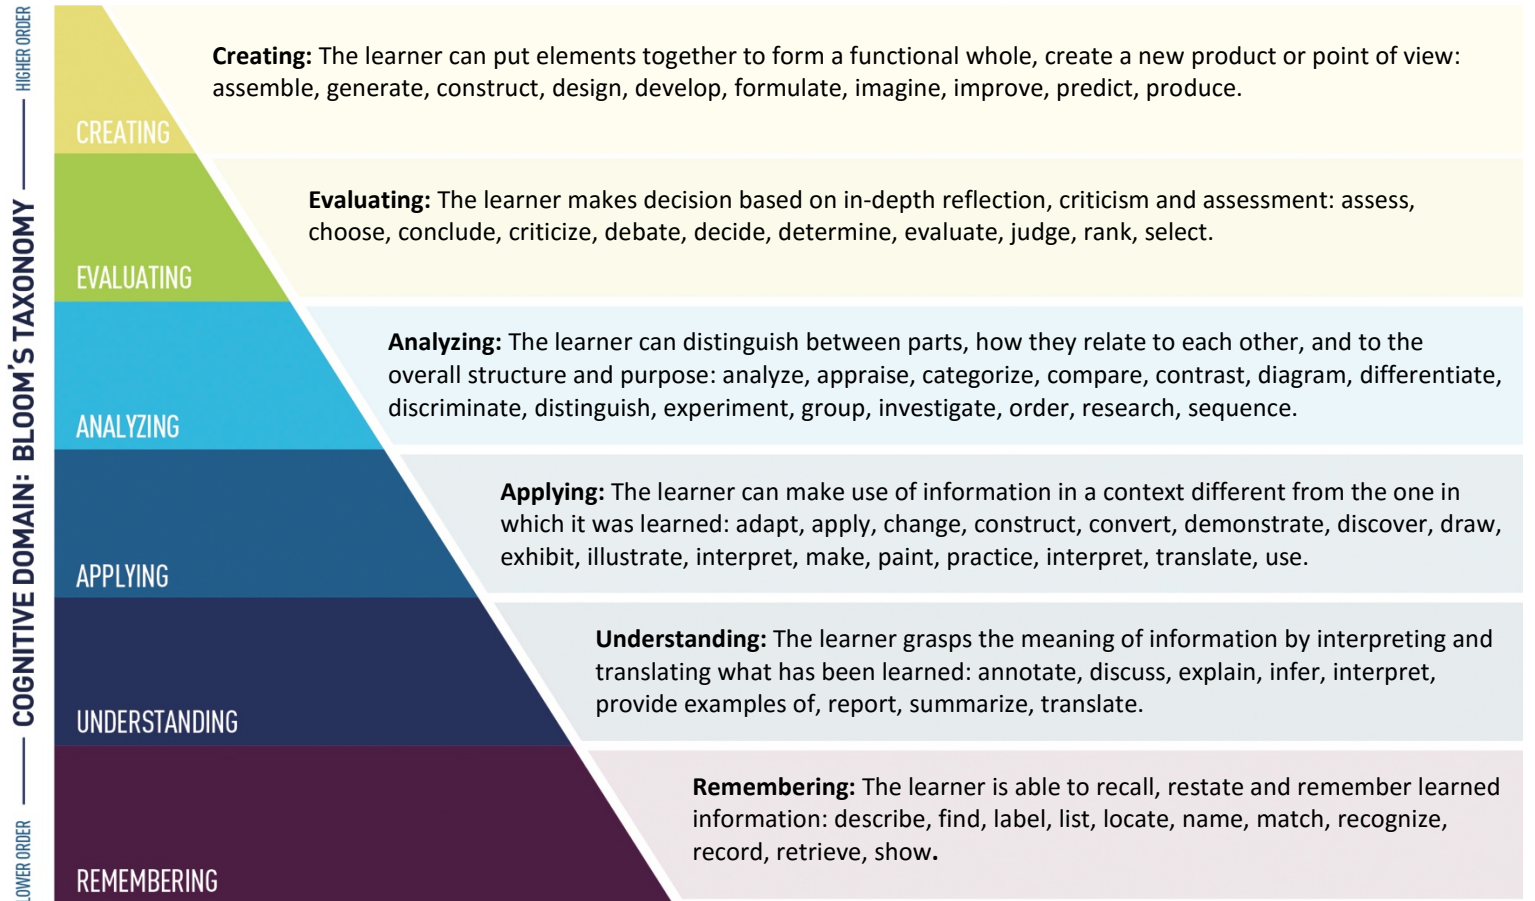 HIGHER ORDER
COGNITIVE DOMAIN: BLOOM'S TAXONOMY
LOWER ORDER
CREATING
Creating: The learner can put elements together to form a functional whole, create a new product or point of view:
assemble, generate, construct, design, develop, formulate, imagine, improve, predict, produce.
EVALUATING
Evaluating: The learner makes decision based on in-depth reflection, criticism and assessment: assess,
choose, conclude, criticize, debate, decide, determine, evaluate, judge, rank, select.
ANALYZING
Analyzing: The learner can distinguish between parts, how they relate to each other, and to the
overall structure and purpose: analyze, appraise, categorize, compare, contrast, diagram, differentiate,
discriminate, distinguish, experiment, group, investigate, order, research, sequence.
APPLYING
Applying: The learner can make use of information in a context different from the one in
which it was learned: adapt, apply, change, construct, convert, demonstrate, discover, draw,
exhibit, illustrate, interpret, make, paint, practice, interpret, translate, use.
UNDERSTANDING
Understanding: The learner grasps the meaning of information by interpreting and
translating what has been learned: annotate, discuss, explain, infer, interpret,
provide examples of, report, summarize, translate.
REMEMBERING
Remembering: The learner is able to recall, restate and remember learned
information: describe, find, label, list, locate, name, match, recognize,
record, retrieve, show.